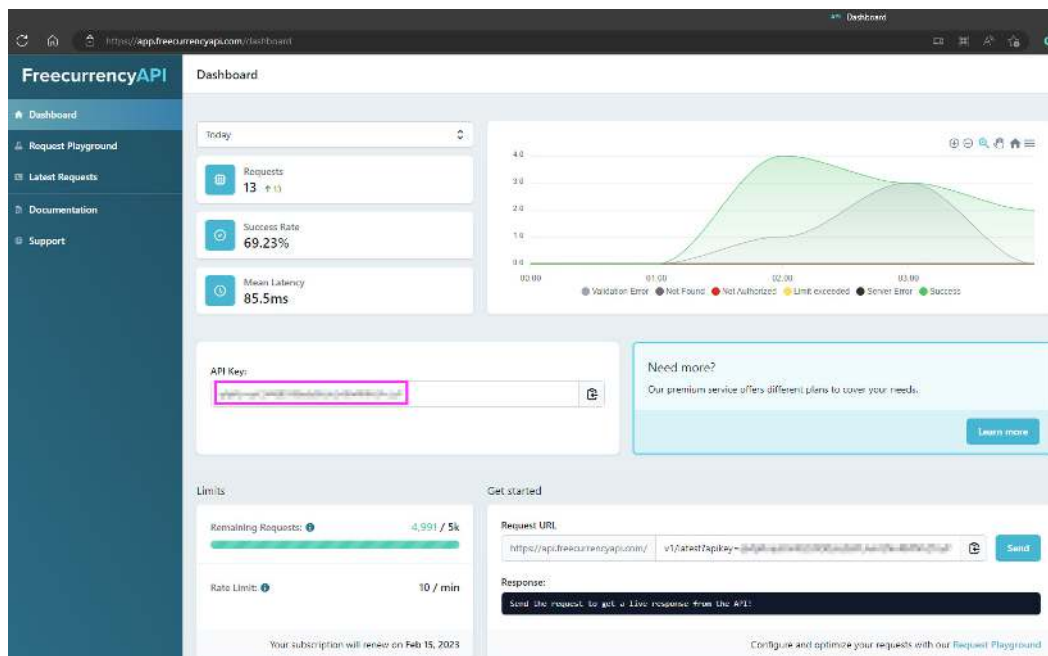 Dashboard
https://app.freecurrencyapi.com/dashboard
FreecurrencyAPI
Dashboard
Dashboard
Request Playground
Latest Requests
Documentation
Support
Today
Requests
13 ↑13
Success Rate
69.23%
Mean Latency
85.5ms
4.0
3.0
2.0
1.0
0.0
00:00 01:00 02:00 03:00
Validation Error Not Found Not Authorized Limit exceeded Server Error Success
API Key:
Need more?
Our premium service offers different plans to cover your needs.
Learn more
Limits
Remaining Requests: 4,991 / 5k
Rate Limit: 10 / min
Your subscription will renew on Feb 15, 2023
Get started
Request URL
https://api.freecurrencyapi.com/ v1/latest?apikey=
Send
Response:
Send the request to get a live response from the API!
Configure and optimize your requests with our Request Playground